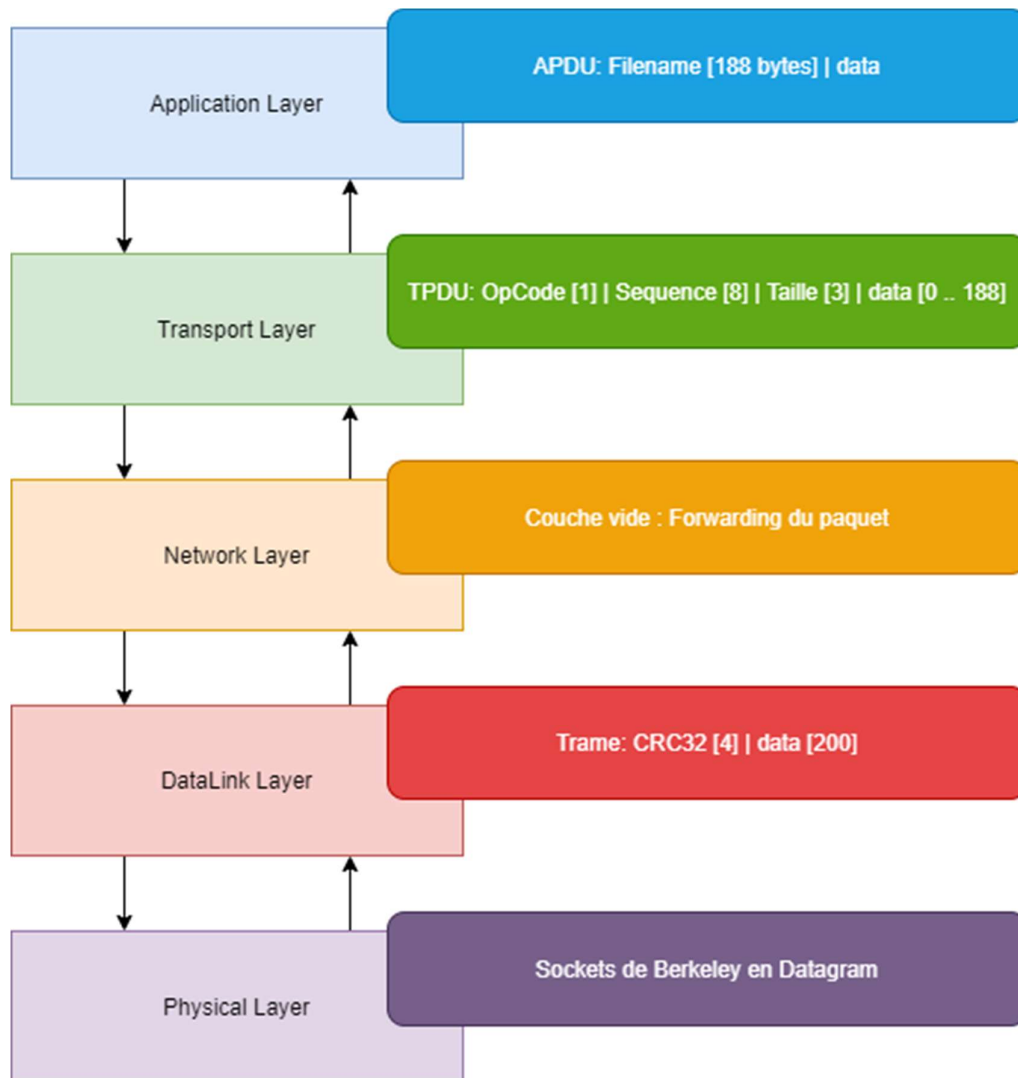 Application Layer
APDU: Filename [188 bytes] | data
Transport Layer
TPDU: OpCode [1] | Sequence [8] | Taille [3] | data [0 .. 188]
Network Layer
Couche vide : Forwarding du paquet
DataLink Layer
Trame: CRC32 [4] | data [200]
Physical Layer
Sockets de Berkeley en Datagram